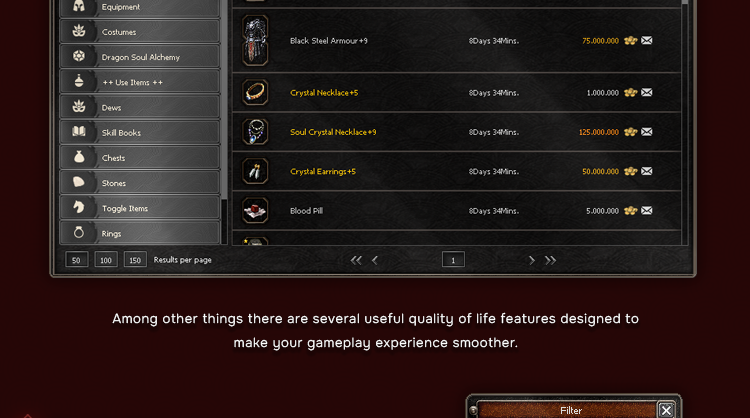 Equipment
Costumes
Dragon Soul Alchemy
++ Use Items ++
Dews
Skill Books
Chests
Stones
Toggle Items
Rings
Black Steel Armour+9 8Days 34Mins. 75.000.000
Crystal Necklace+5 8Days 34Mins. 1.000.000
Soul Crystal Necklace+9 8Days 34Mins. 125.000.000
Crystal Earrings+5 8Days 34Mins. 50.000.000
Blood Pill 8Days 34Mins. 5.000.000
50 100 150 Results per page 1
Among other things there are several useful quality of life features designed to
make your gameplay experience smoother.
Filter